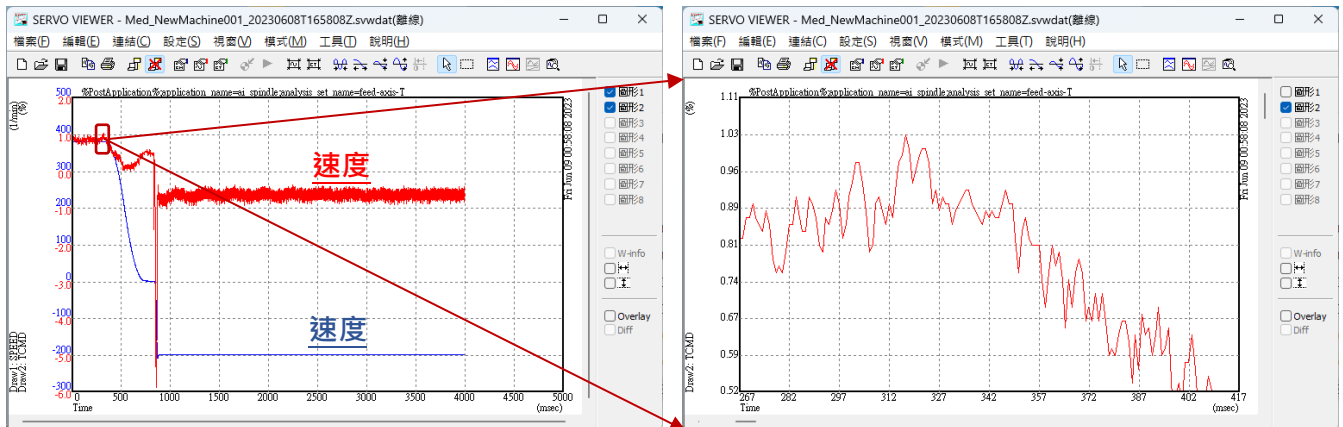 SERVO VIEWER - Med_NewMachine001_20230608T165808Z.svwdat(離線)
檔案(F) 編輯(E) 連結(C) 設定(S) 視窗(V) 模式(M) 工具(T) 說明(H)
%PostApplication%application_name=ai_spindle;analysis_set_name=feed-axis-T
(1/min)
(%)
500
2.0
400
1.0
300
0.0
200
-1.0
100
-2.0
0
-3.0
-100
-4.0
-200
-5.0
-300
-6.0
速度
速度
Draw1: SPEED
Draw2: TCMD
0 500 1000 1500 2000 2500 3000 3500 4000 4500 5000
Time (msec)
Fri Jun 09 00:58:08 2023
圖形1
圖形2
圖形3
圖形4
圖形5
圖形6
圖形7
圖形8
W-info
Overlay
Diff
SERVO VIEWER - Med_NewMachine001_20230608T165808Z.svwdat(離線)
檔案(F) 編輯(E) 連結(C) 設定(S) 視窗(V) 模式(M) 工具(T) 說明(H)
%PostApplication%application_name=ai_spindle;analysis_set_name=feed-axis-T
(%)
1.11
1.03
0.96
0.89
0.81
0.74
0.67
0.59
0.52
Draw2: TCMD
267 282 297 312 327 342 357 372 387 402 417
Time (msec)
Fri Jun 09 00:58:08 2023
圖形1
圖形2
圖形3
圖形4
圖形5
圖形6
圖形7
圖形8
W-info
Overlay
Diff